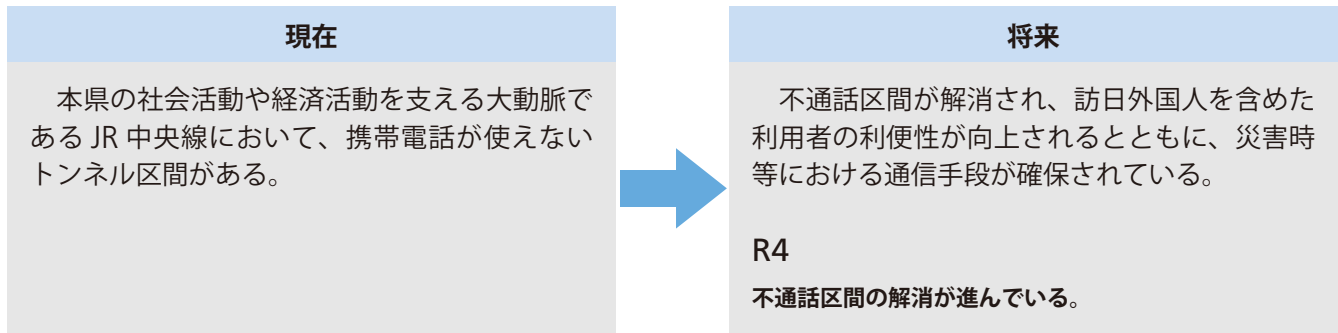 現在
本県の社会活動や経済活動を支える大動脈で
ある JR 中央線において、携帯電話が使えない
トンネル区間がある。
将来
不通話区間が解消され、訪日外国人を含めた
利用者の利便性が向上されるとともに、災害時
等における通信手段が確保されている。
R4
不通話区間の解消が進んでいる。